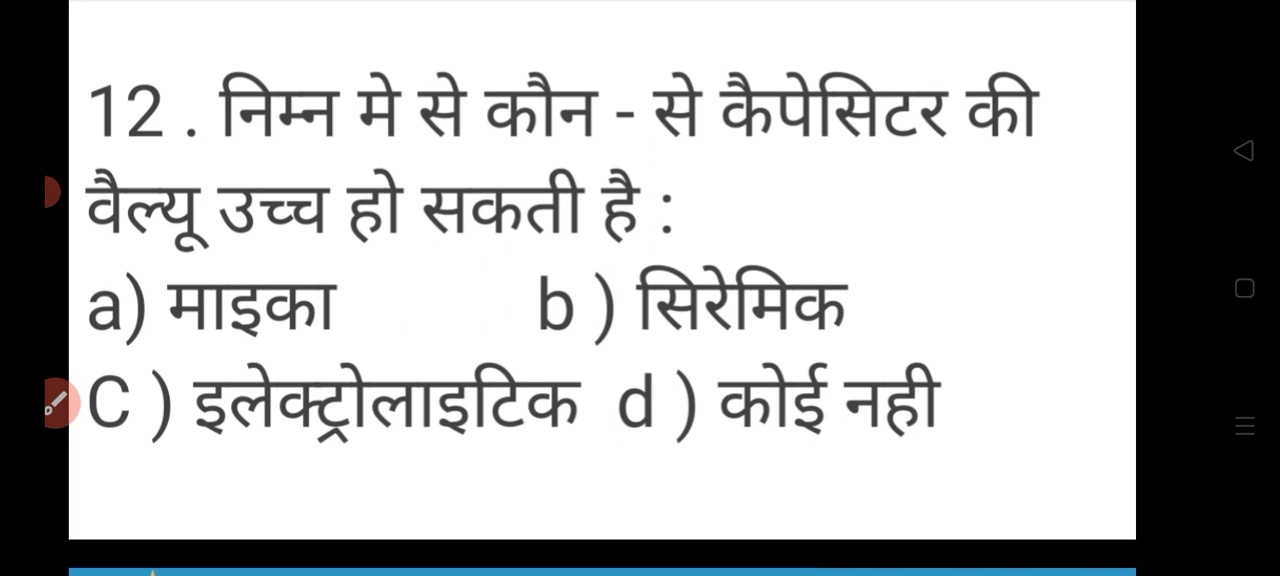 12 . निम्न मे से कौन - से कैपेसिटर की
वैल्यू उच्च हो सकती है :
a) माइका b ) सिरेमिक
C ) इलेक्ट्रोलाइटिक d ) कोई नही